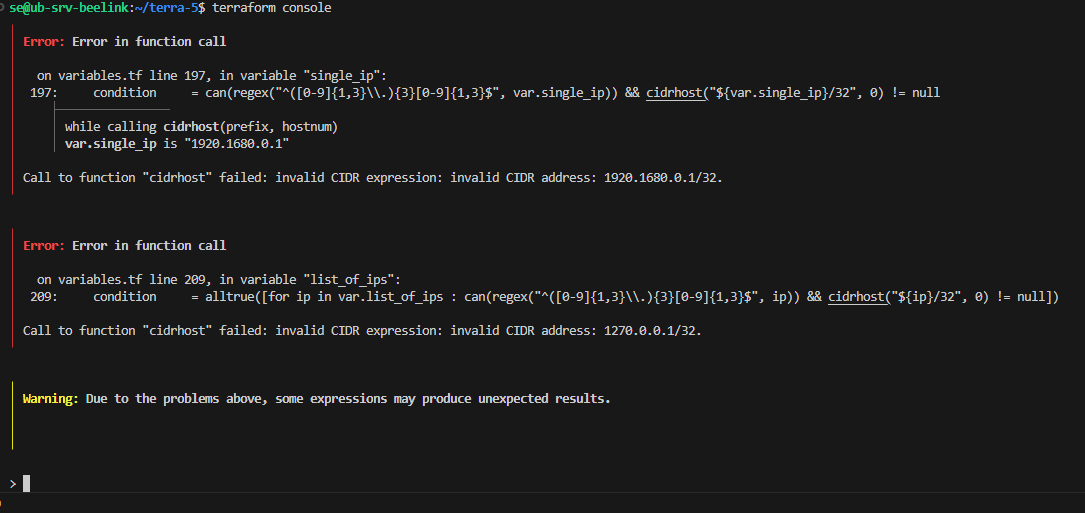 se@ub-srv-beelink:~/terra-5$ terraform console
Error: Error in function call
on variables.tf line 197, in variable "single_ip":
197: condition = can(regex("^([0-9]{1,3}\\.){3}[0-9]{1,3}$", var.single_ip)) && cidrhost("${var.single_ip}/32", 0) != null
while calling cidrhost(prefix, hostnum)
var.single_ip is "1920.1680.0.1"
Call to function "cidrhost" failed: invalid CIDR expression: invalid CIDR address: 1920.1680.0.1/32.
Error: Error in function call
on variables.tf line 209, in variable "list_of_ips":
209: condition = alltrue([for ip in var.list_of_ips : can(regex("^([0-9]{1,3}\\.){3}[0-9]{1,3}$", ip)) && cidrhost("${ip}/32", 0) != null])
Call to function "cidrhost" failed: invalid CIDR expression: invalid CIDR address: 1270.0.0.1/32.
Warning: Due to the problems above, some expressions may produce unexpected results.
>